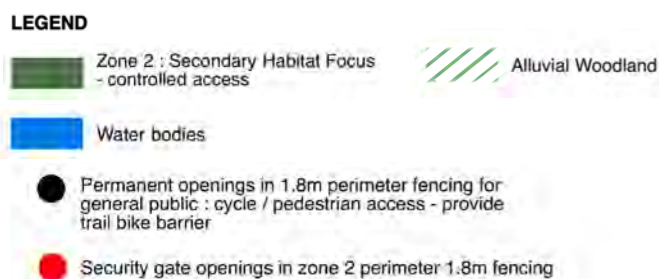 LEGEND
Zone 2 : Secondary Habitat Focus
- controlled access
Alluvial Woodland
Water bodies
Permanent openings in 1.8m perimeter fencing for
general public : cycle / pedestrian access - provide
trail bike barrier
Security gate openings in zone 2 perimeter 1.8m fencing